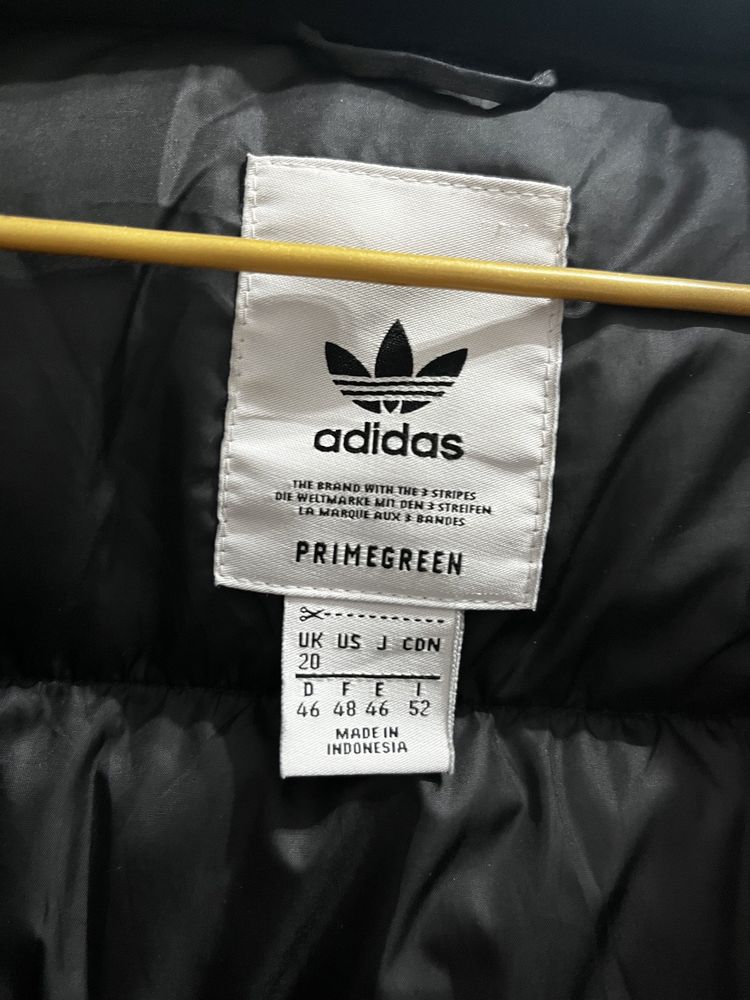 adidas
THE BRAND WITH THE 3 STRIPES
DIE WELTMARKE MIT DEN 3 STREIFEN
LA MARQUE AUX 3 BANDES
PRIMEGREEN
UK US J CDN
20
D F E I
46 48 46 52
MADE IN
INDONESIA